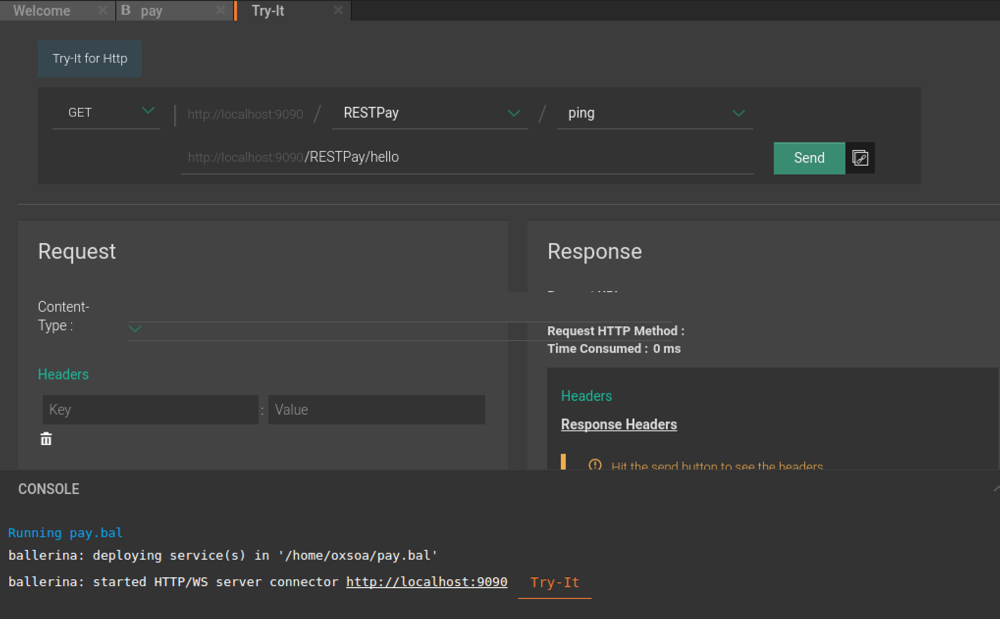 Welcome
B pay
Try-It
Try-It for Http
GET
http://localhost:9090 / RESTPay / ping
http://localhost:9090/RESTPay/hello
Send
Request
Response
Content-
Type :
Request HTTP Method :
Time Consumed : 0 ms
Headers
Key : Value
Headers
Response Headers
Hit the send button to see the headers
CONSOLE
Running pay.bal
ballerina: deploying service(s) in '/home/oxsoa/pay.bal'
ballerina: started HTTP/WS server connector http://localhost:9090 Try-It